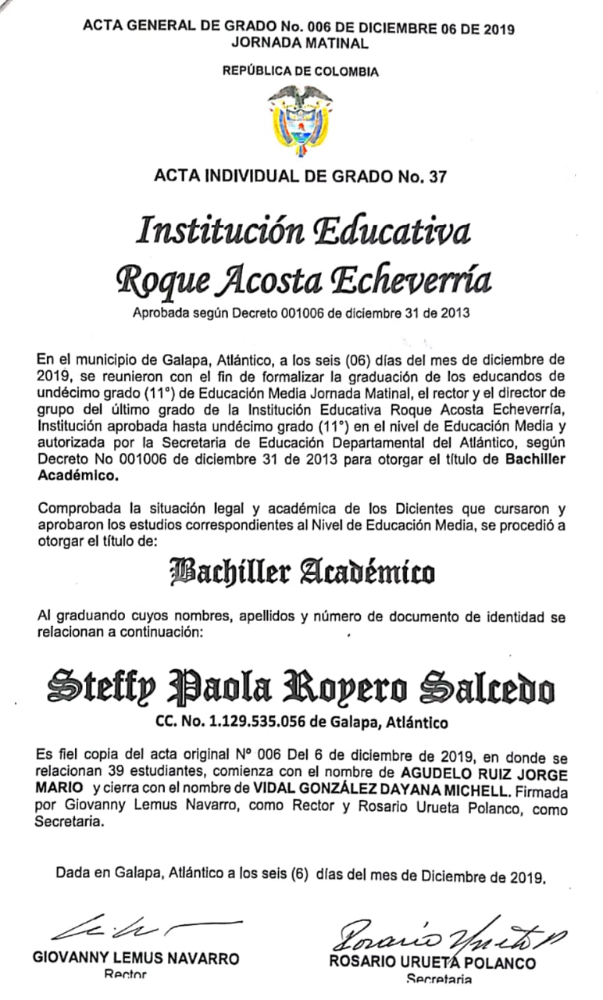 ACTA GENERAL DE GRADO No. 006 DE DICIEMBRE 06 DE 2019
JORNADA MATINAL
REPÚBLICA DE COLOMBIA
ACTA INDIVIDUAL DE GRADO No. 37
Institución Educativa
Roque Acosta Echeverría
Aprobada según Decreto 001006 de diciembre 31 de 2013
En el municipio de Galapa, Atlántico, a los seis (06) días del mes de diciembre de
2019, se reunieron con el fin de formalizar la graduación de los educandos de
undécimo grado (11°) de Educación Media Jornada Matinal, el rector y el director de
grupo del último grado de la Institución Educativa Roque Acosta Echeverría,
Institución aprobada hasta undécimo grado (11°) en el nivel de Educación Media y
autorizada por la Secretaria de Educación Departamental del Atlántico, según
Decreto No 001006 de diciembre 31 de 2013 para otorgar el título de Bachiller
Académico.
Comprobada la situación legal y académica de los Dicientes que cursaron y
aprobaron los estudios correspondientes al Nivel de Educación Media, se procedió a
otorgar el título de:
Bachiller Académico
Al graduando cuyos nombres, apellidos y número de documento de identidad se
relacionan a continuación:
Steffy Paola Royero Salcedo
CC. No. 1.129.535.056 de Galapa, Atlántico
Es fiel copia del acta original Nº 006 Del 6 de diciembre de 2019, en donde se
relacionan 39 estudiantes, comienza con el nombre de AGUDELO RUIZ JORGE
MARIO y cierra con el nombre de VIDAL GONZÁLEZ DAYANA MICHELL. Firmada
por Giovanny Lemus Navarro, como Rector y Rosario Urueta Polanco, como
Secretaria.
Dada en Galapa, Atlántico a los seis (6) días del mes de Diciembre de 2019.
Rosario Urueta P
GIOVANNY LEMUS NAVARRO
Rector
ROSARIO URUETA POLANCO
Secretaria